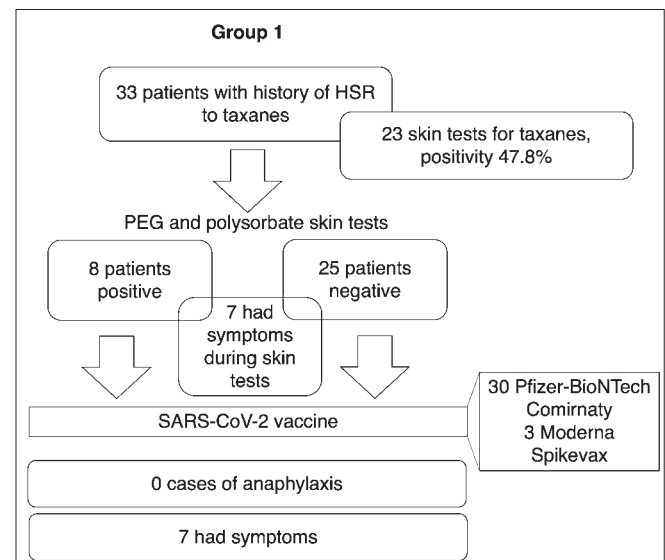 Group 1
33 patients with history of HSR
to taxanes
23 skin tests for taxanes,
positivity 47.8%
PEG and polysorbate skin tests
8 patients
positive
25 patients
negative
7 had
symptoms
during skin
tests
SARS-CoV-2 vaccine
30 Pfizer-BioNTech
Comirnaty
3 Moderna
Spikevax
0 cases of anaphylaxis
7 had symptoms